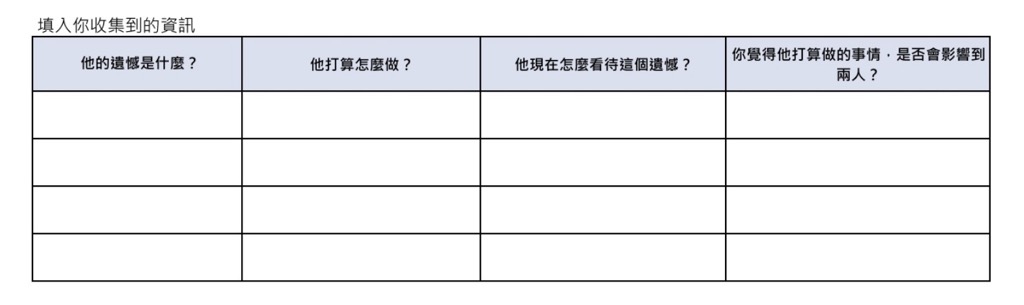 填入你收集到的資訊
他的遺憾是什麼？
他打算怎麼做？
他現在怎麼看待這個遺憾？
你覺得他打算做的事情，是否會影響到
兩人？